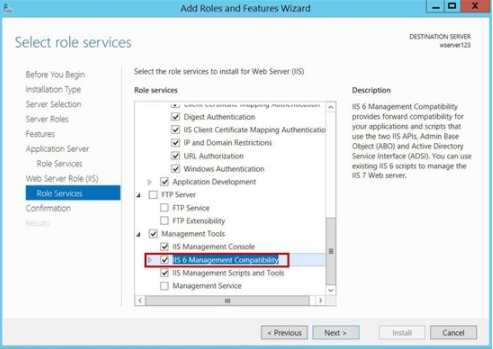 Add Roles and Features Wizard
Select role services
DESTINATION SERVER
wserver123
Before You Begin
Installation Type
Server Selection
Server Roles
Features
Application Server
Role Services
Web Server Role (IIS)
Role Services
Confirmation
Results
Select the role services to install for Web Server (IIS)
Role services
Client Certificate Mapping Authentication
Digest Authentication
IIS Client Certificate Mapping Authenticatio
IP and Domain Restrictions
URL Authorization
Windows Authentication
Application Development
FTP Server
FTP Service
FTP Extensibility
Management Tools
IIS Management Console
IIS 6 Management Compatibility
IIS Management Scripts and Tools
Management Service
Description
IIS 6 Management Compatibility
provides forward compatibility for
your applications and scripts that
use the two IIS APIs, Admin Base
Object (ABO) and Active Directory
Service Interface (ADSI). You can use
existing IIS 6 scripts to manage the
IIS 7 Web server.
< Previous
Next >
Install
Cancel